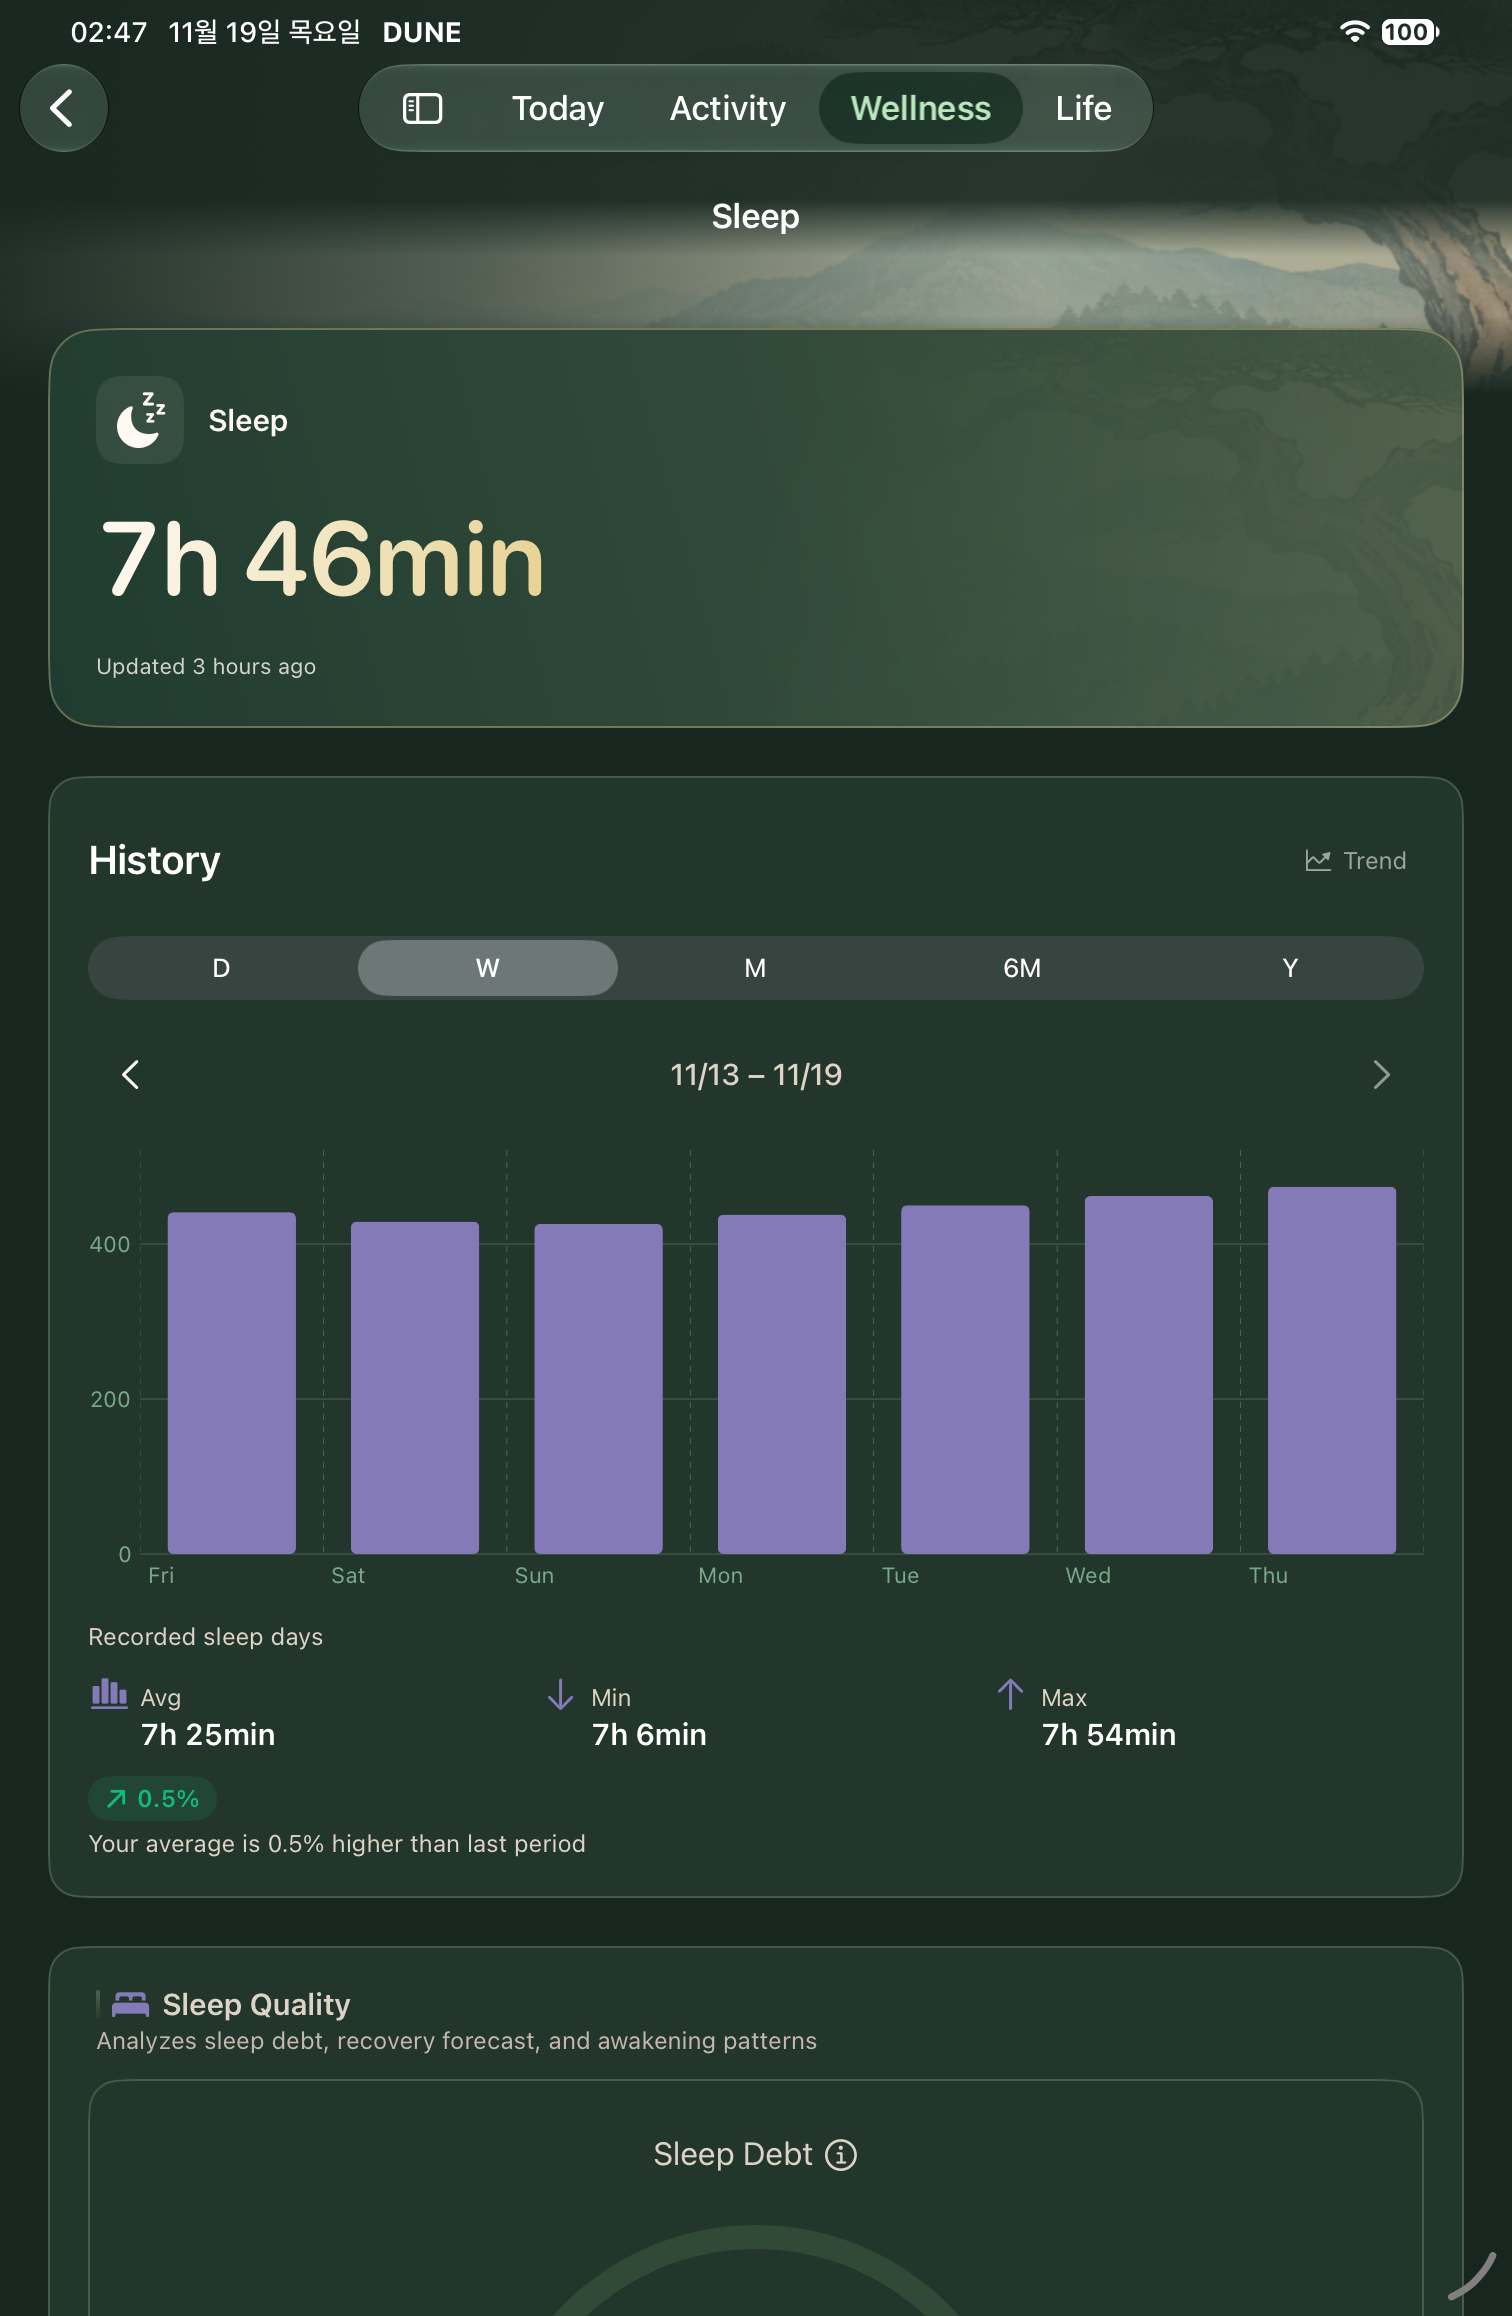 02:47 11월 19일 목요일 DUNE
100
Today Activity Wellness Life
Sleep
Sleep
7h 46min
Updated 3 hours ago
History
Trend
D W M 6M Y
11/13 – 11/19
400
200
0
Fri Sat Sun Mon Tue Wed Thu
Recorded sleep days
Avg Min Max
7h 25min 7h 6min 7h 54min
0.5%
Your average is 0.5% higher than last period
Sleep Quality
Analyzes sleep debt, recovery forecast, and awakening patterns
Sleep Debt